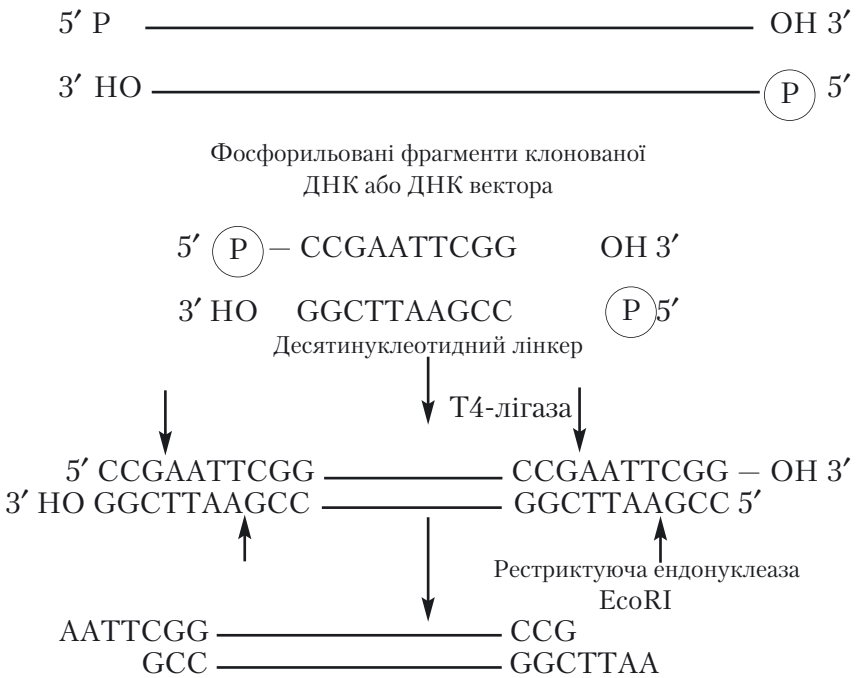 5′ P OH 3′
3′ HO P 5′
Фосфорильовані фрагменти клонованої
ДНК або ДНК вектора
5′ P – CCGAATTCGG OH 3′
3′ HO GGCTTAAGCC P 5′
Десятинуклеотидний лінкер
Т4-лігаза
5′ CCGAATTCGG CCGAATTCGG – OH 3′
3′ HO GGCTTAAGCC GGCTTAAGCC 5′
Рестриктуюча ендонуклеаза
EcoRI
AATTCGG CCG
GCC GGCTTAA